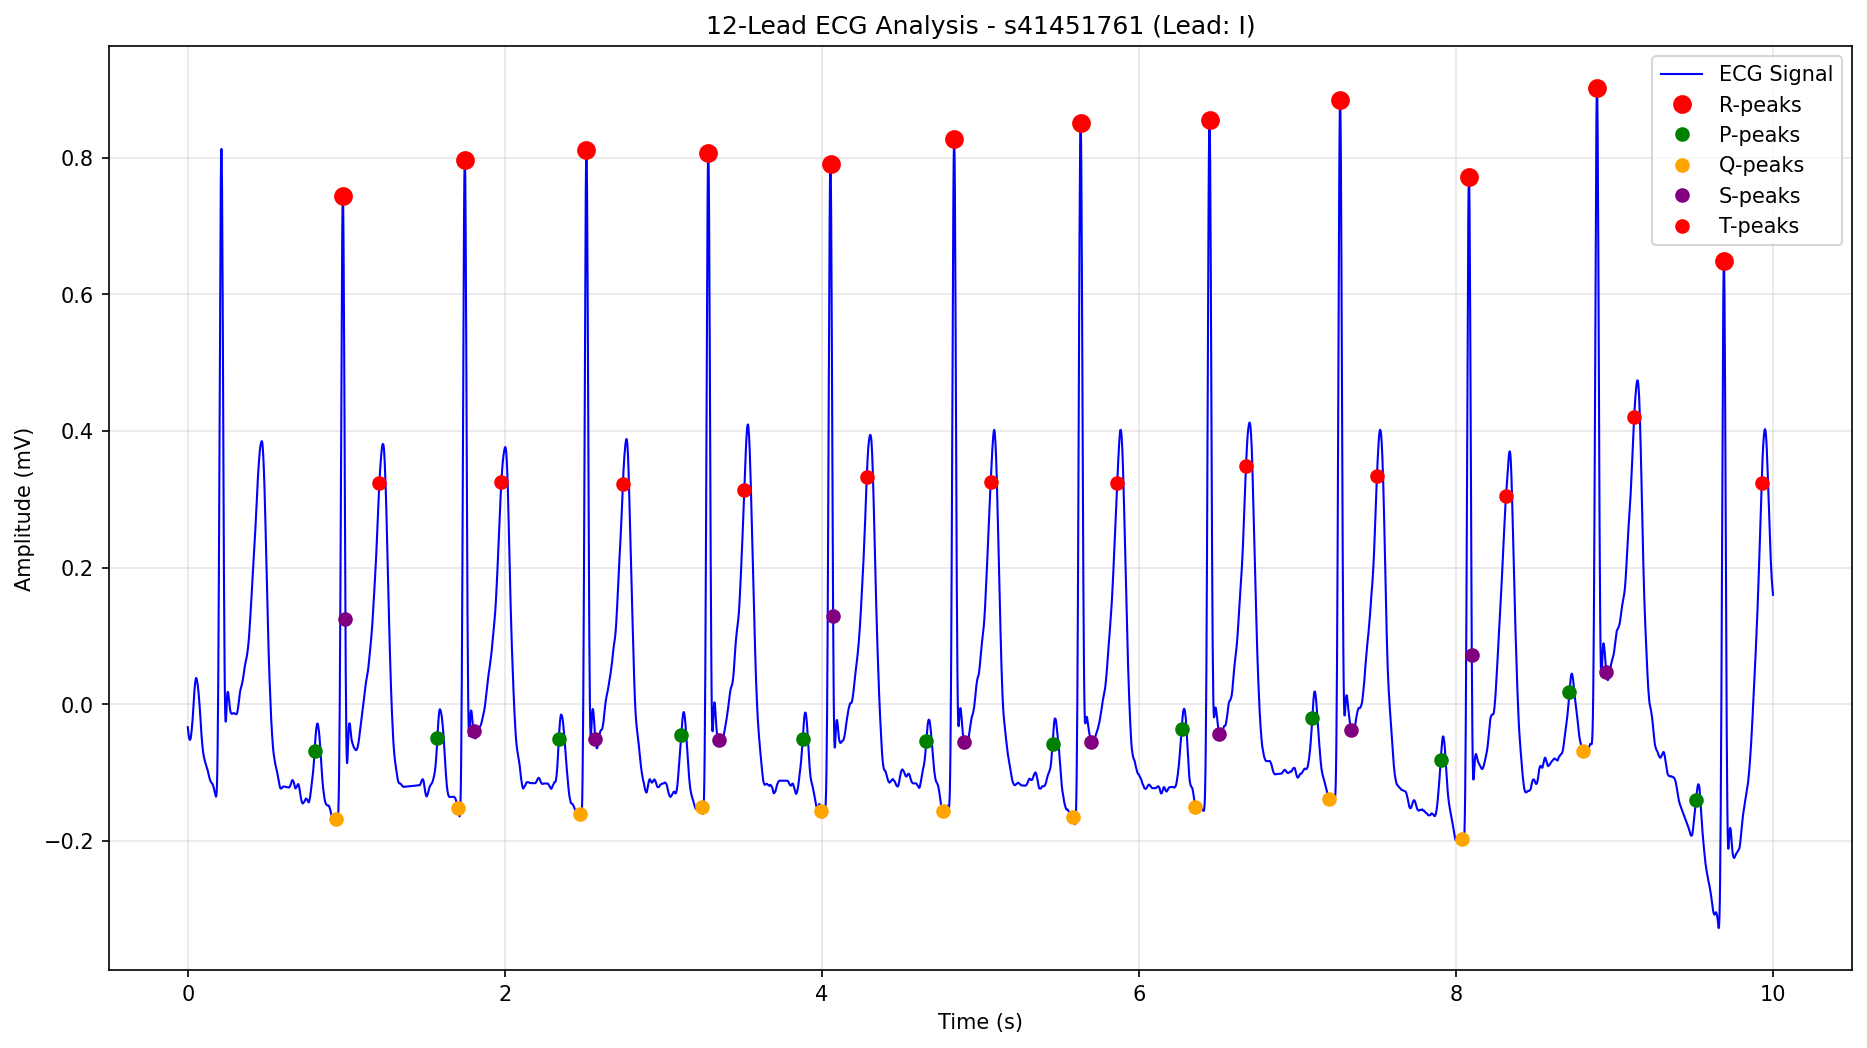 12-Lead ECG Analysis - s41451761 (Lead: I)
ECG Signal
R-peaks
P-peaks
Q-peaks
S-peaks
T-peaks
Amplitude (mV)
0.8
0.6
0.4
0.2
0.0
−0.2
0 2 4 6 8 10
Time (s)